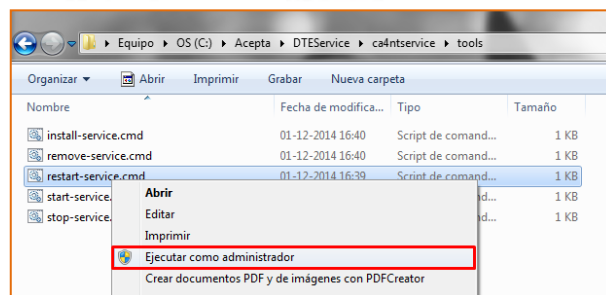 Equipo ▸ OS (C:) ▸ Acepta ▸ DTEService ▸ ca4ntservice ▸ tools
Organizar Abrir Imprimir Grabar Nueva carpeta
Nombre Fecha de modifica... Tipo Tamaño
install-service.cmd 01-12-2014 16:40 Script de comand... 1 KB
remove-service.cmd 01-12-2014 16:40 Script de comand... 1 KB
restart-service.cmd 01-12-2014 16:39 Script de comand... 1 KB
start-service. 1 KB
stop-service. 1 KB
Abrir
Editar
Imprimir
Ejecutar como administrador
Crear documentos PDF y de imágenes con PDFCreator